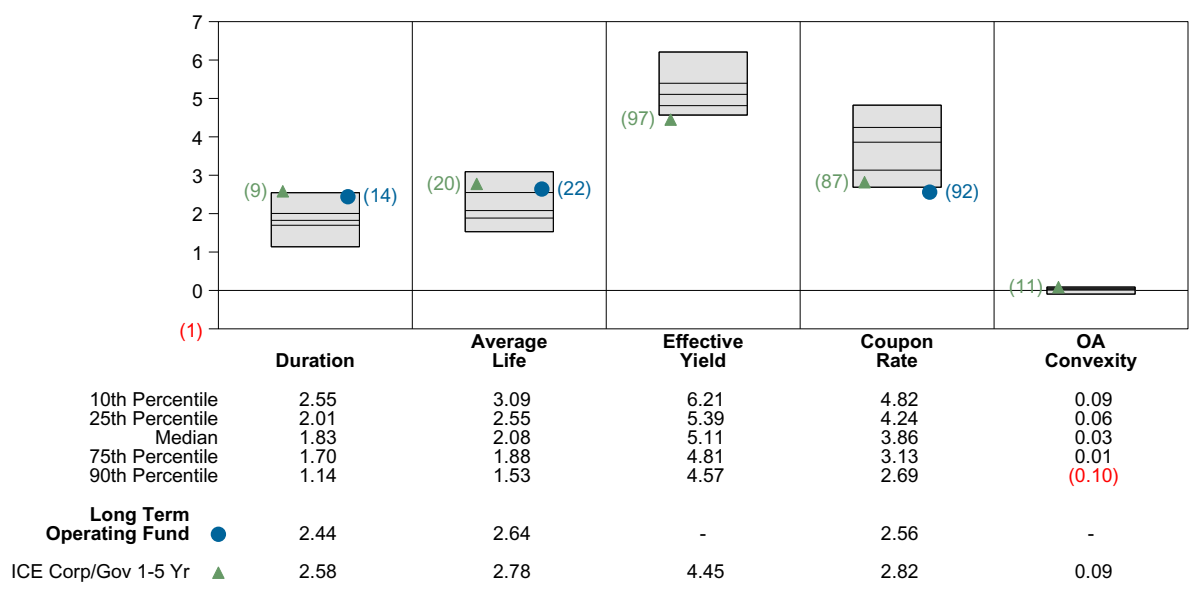 7
6
5
4
3
2
1
0
(1)
(9)
(14)
(20)
(22)
(97)
(87)
(92)
(11)
Duration
Average
Life
Effective
Yield
Coupon
Rate
OA
Convexity
10th Percentile 2.55 3.09 6.21 4.82 0.09
25th Percentile 2.01 2.55 5.39 4.24 0.06
Median 1.83 2.08 5.11 3.86 0.03
75th Percentile 1.70 1.88 4.81 3.13 0.01
90th Percentile 1.14 1.53 4.57 2.69 (0.10)
Long Term
Operating Fund 2.44 2.64 - 2.56 -
ICE Corp/Gov 1-5 Yr 2.58 2.78 4.45 2.82 0.09